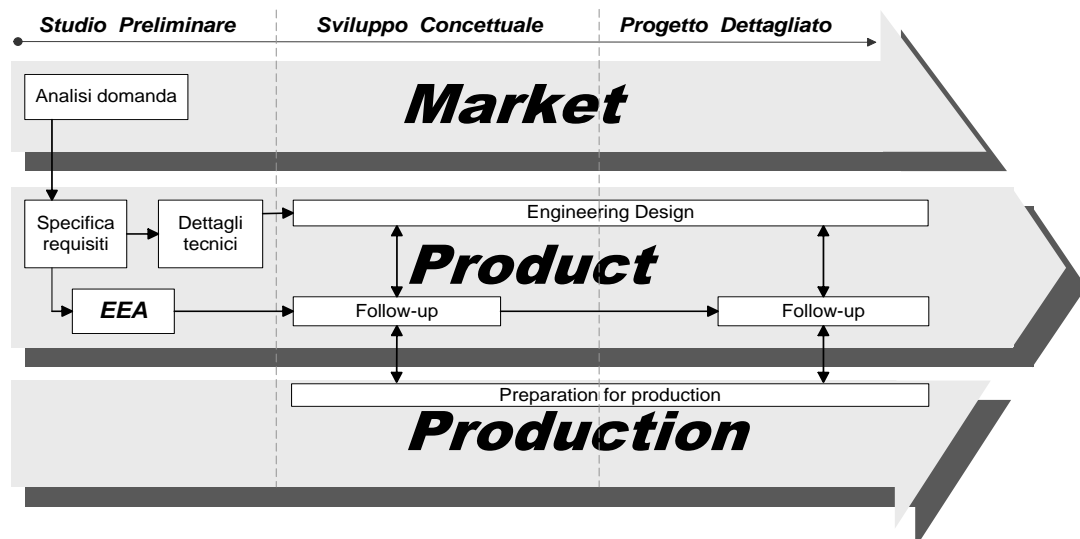 Studio Preliminare
Sviluppo Concettuale
Progetto Dettagliato
Analisi domanda
Market
Specifica
requisiti
Dettagli
tecnici
Engineering Design
Product
EEA
Follow-up
Follow-up
Preparation for production
Production